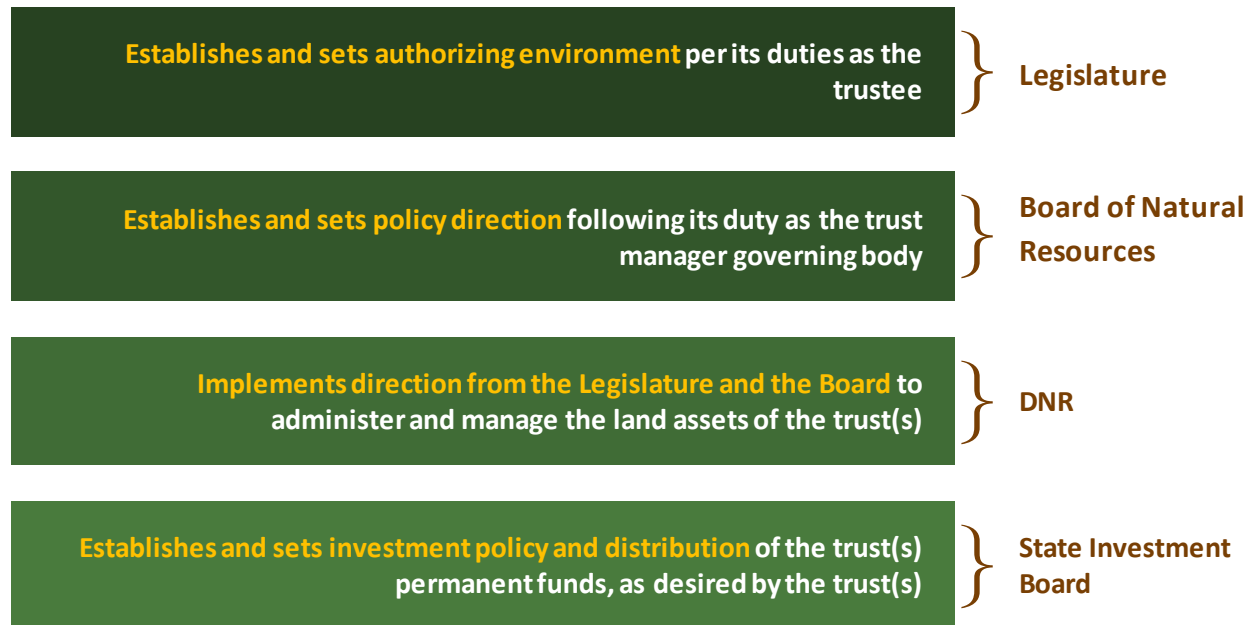 Establishes and sets authorizing environment per its duties as the
trustee
Legislature
Establishes and sets policy direction following its duty as the trust
manager governing body
Board of Natural
Resources
Implements direction from the Legislature and the Board to
administer and manage the land assets of the trust(s)
DNR
Establishes and sets investment policy and distribution of the trust(s)
permanent funds, as desired by the trust(s)
State Investment
Board